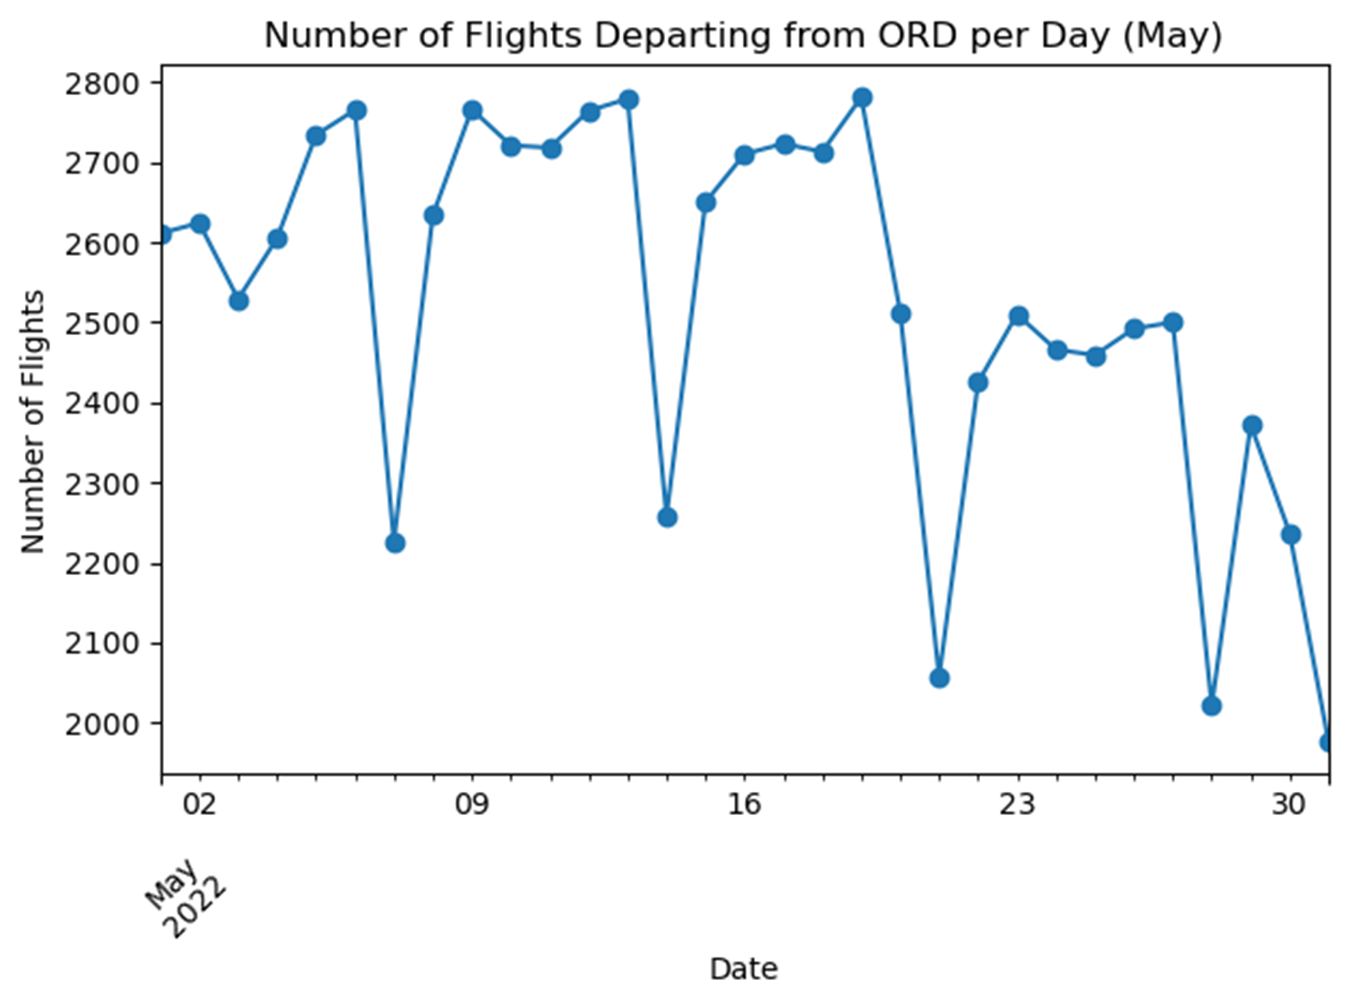 Number of Flights Departing from ORD per Day (May)
2800
2700
2600
2500
2400
2300
2200
2100
2000
Number of Flights
02 09 16 23 30
May
2022
Date